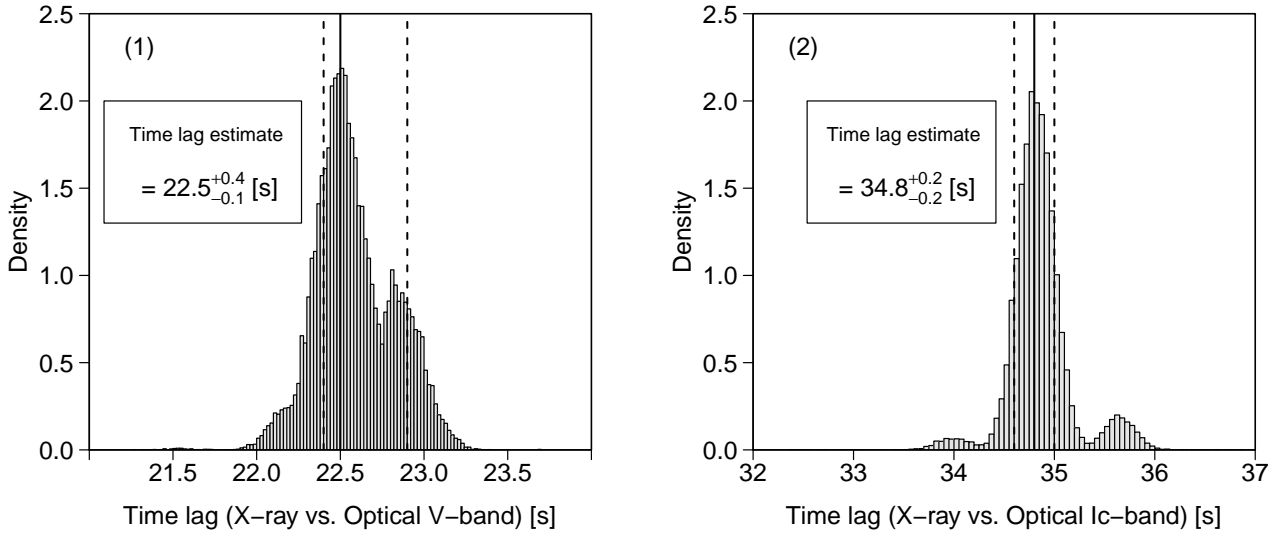 (1)
Time lag estimate
= 22.5 +0.4 −0.1 [s]
Density
2.5
2.0
1.5
1.0
0.5
0.0
21.5 22.0 22.5 23.0 23.5
Time lag (X−ray vs. Optical V−band) [s]
(2)
Time lag estimate
= 34.8 +0.2 −0.2 [s]
Density
2.5
2.0
1.5
1.0
0.5
0.0
32 33 34 35 36 37
Time lag (X−ray vs. Optical Ic−band) [s]